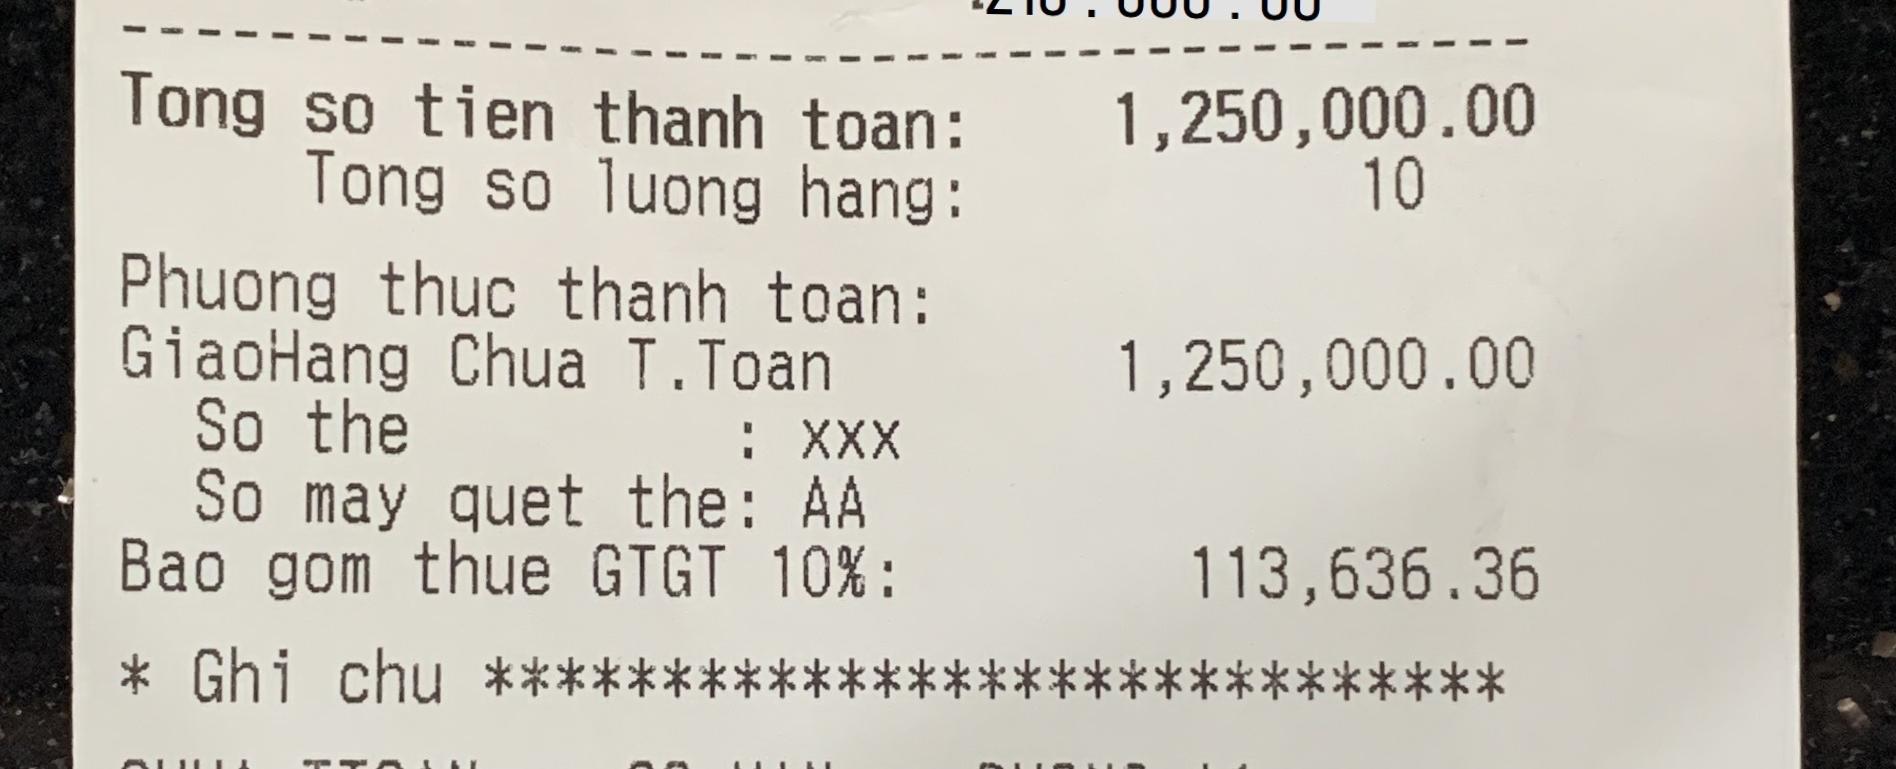 Tong so tien thanh toan: 1,250,000.00
Tong so luong hang: 10
Phuong thuc thanh toan:
GiaoHang Chua T.Toan 1,250,000.00
So the : xxx
So may quet the: AA
Bao gom thue GTGT 10%: 113,636.36
* Ghi chu *****************************